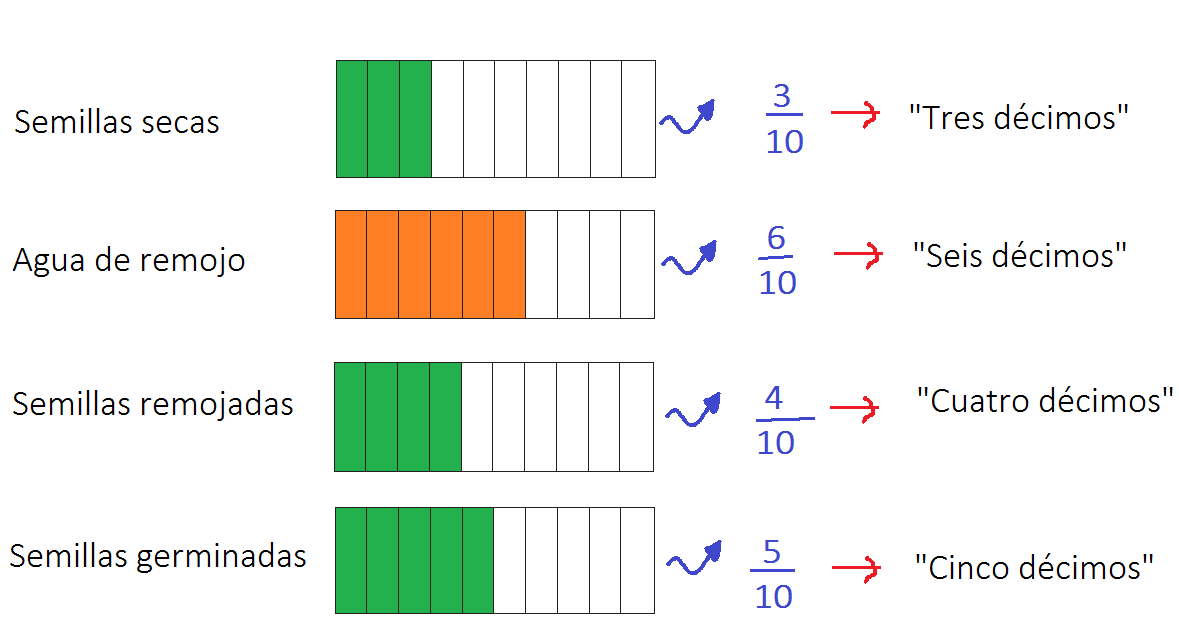 Semillas secas 3/10 "Tres décimos"
Agua de remojo 6/10 "Seis décimos"
Semillas remojadas 4/10 "Cuatro décimos"
Semillas germinadas 5/10 "Cinco décimos"